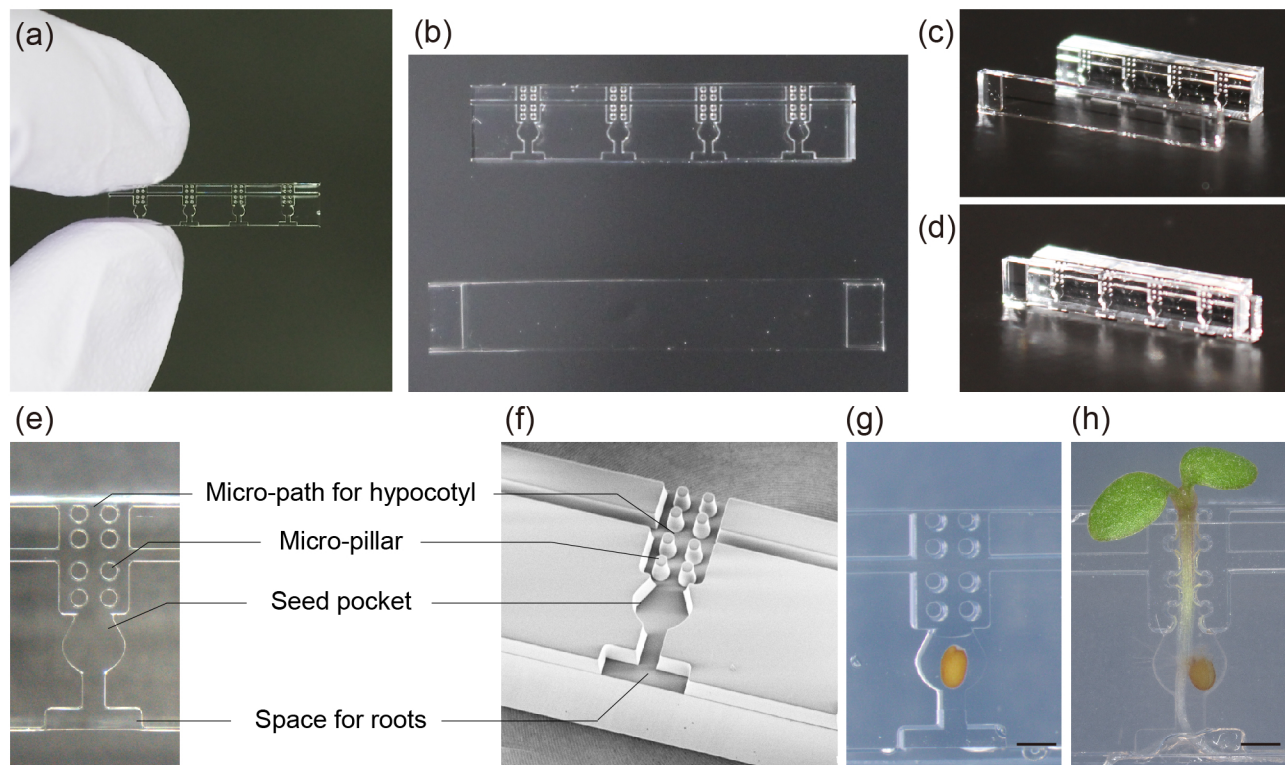 (a)
(b)
(c)
(d)
(e)
(f)
(g)
(h)
Micro-path for hypocotyl
Micro-pillar
Seed pocket
Space for roots